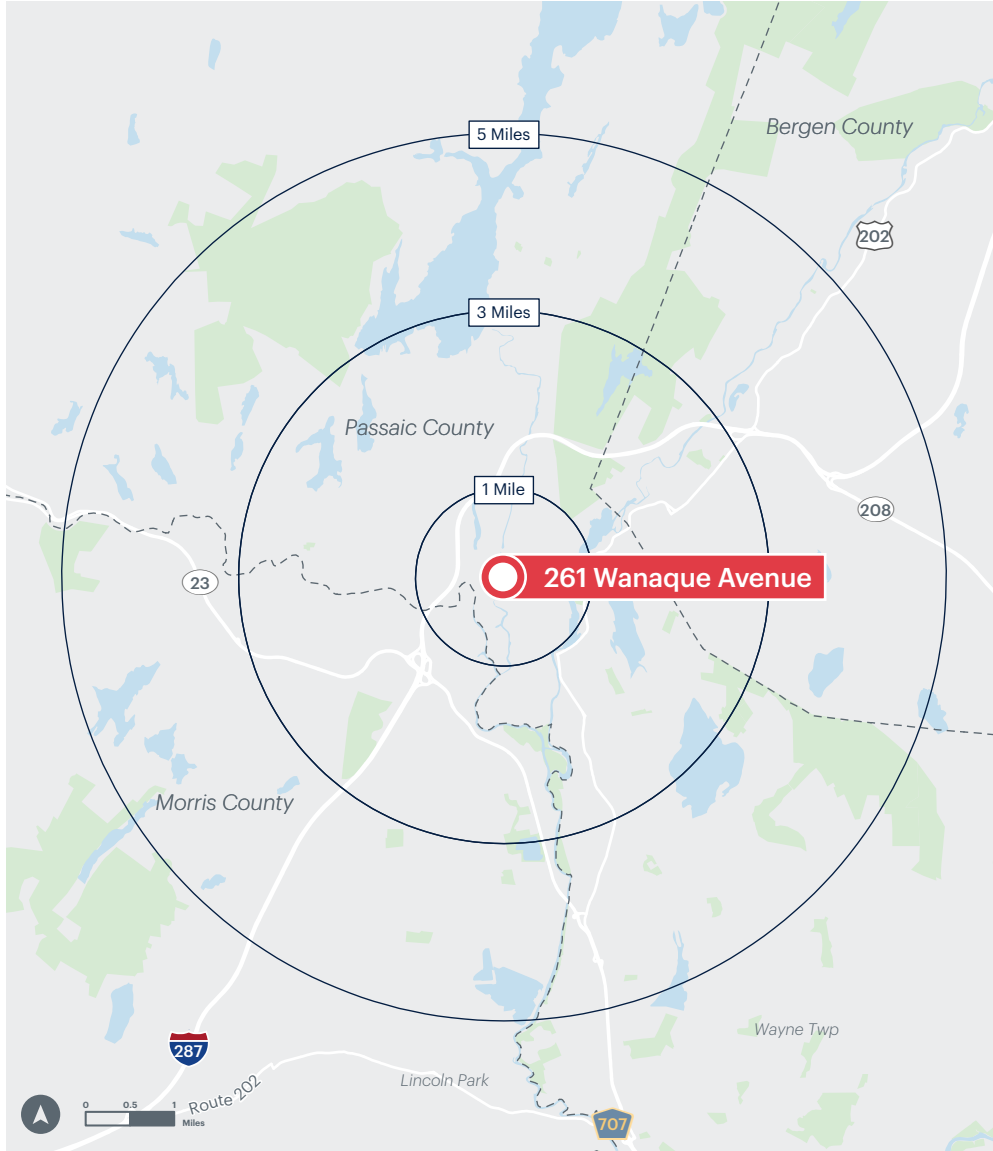 Bergen County
5 Miles
202
3 Miles
Passaic County
1 Mile
208
261 Wanaque Avenue
23
Morris County
Wayne Twp
287
Lincoln Park
Route 202
0 0.5 1
Miles
707